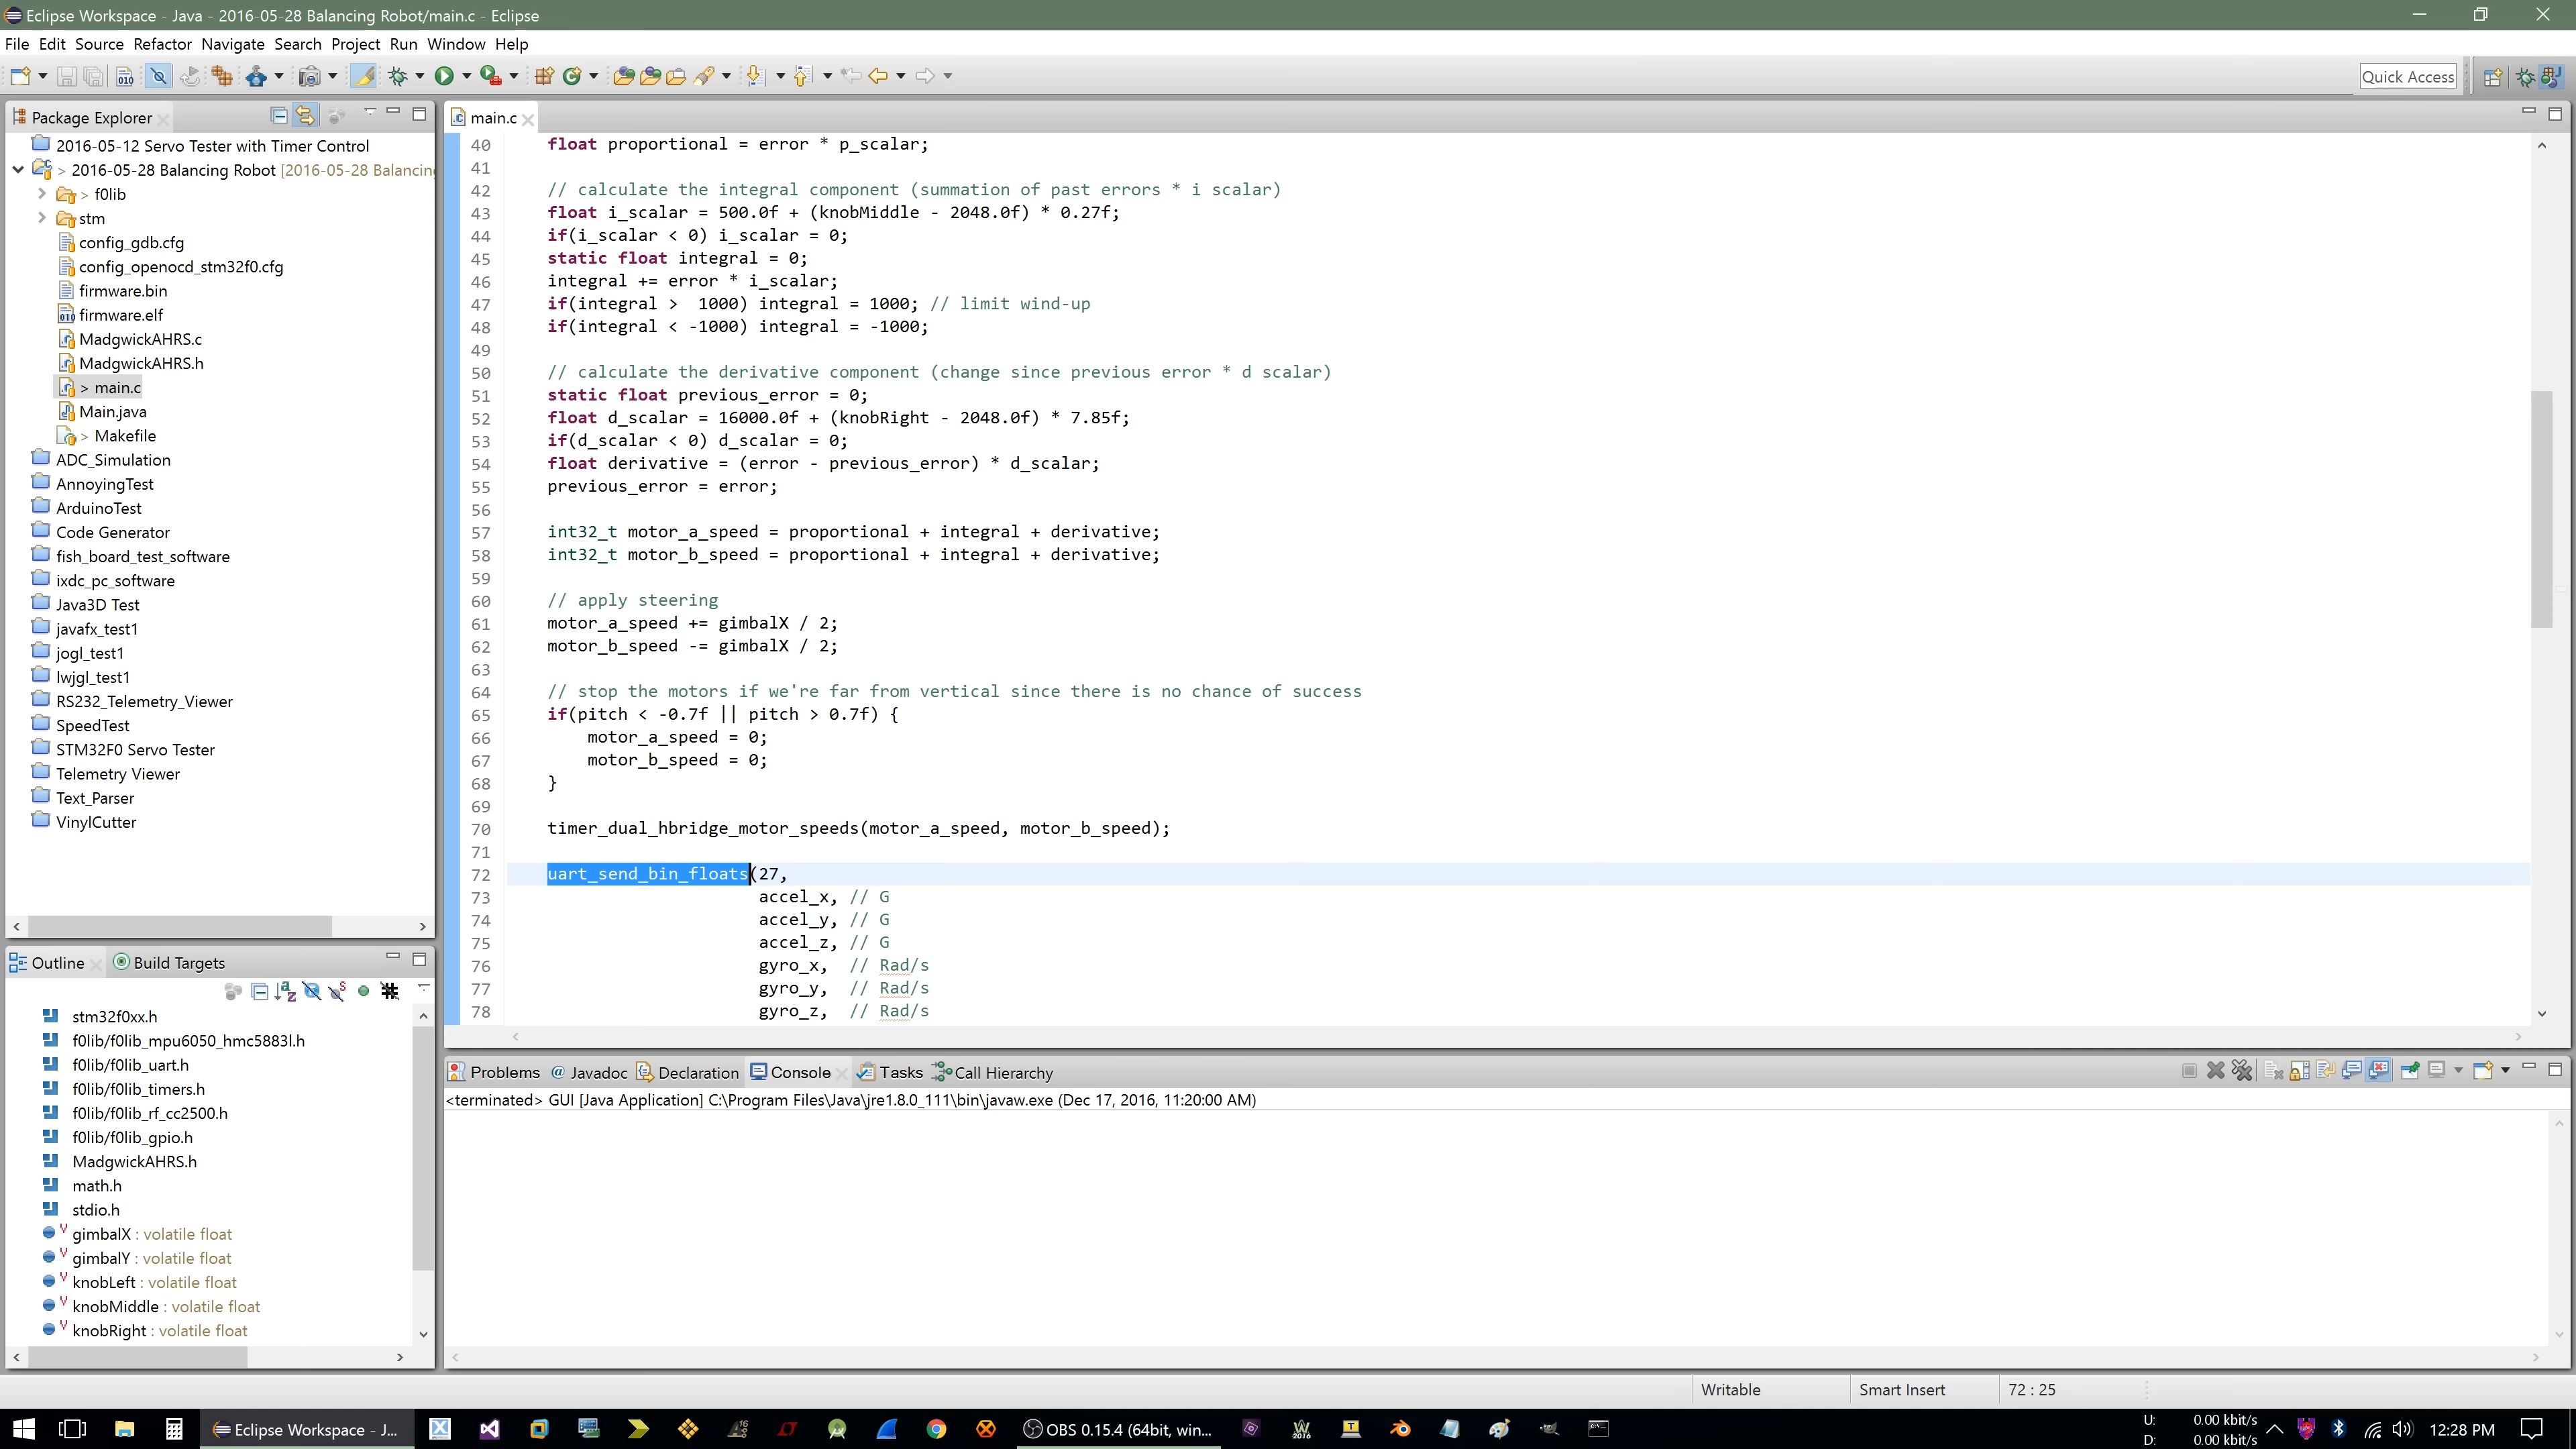 Eclipse Workspace - Java - 2016-05-28 Balancing Robot/main.c - Eclipse
File Edit Source Refactor Navigate Search Project Run Window Help
Quick Access
Package Explorer
2016-05-12 Servo Tester with Timer Control
> 2016-05-28 Balancing Robot [2016-05-28 Balancing
> f0lib
stm
config_gdb.cfg
config_openocd_stm32f0.cfg
firmware.bin
firmware.elf
MadgwickAHRS.c
MadgwickAHRS.h
> main.c
Main.java
> Makefile
ADC_Simulation
AnnoyingTest
ArduinoTest
Code Generator
fish_board_test_software
ixdc_pc_software
Java3D Test
javafx_test1
jogl_test1
lwjgl_test1
RS232_Telemetry_Viewer
SpeedTest
STM32F0 Servo Tester
Telemetry Viewer
Text_Parser
VinylCutter
Outline Build Targets
stm32f0xx.h
f0lib/f0lib_mpu6050_hmc5883l.h
f0lib/f0lib_uart.h
f0lib/f0lib_timers.h
f0lib/f0lib_rf_cc2500.h
f0lib/f0lib_gpio.h
MadgwickAHRS.h
math.h
stdio.h
gimbalX : volatile float
gimbalY : volatile float
knobLeft : volatile float
knobMiddle : volatile float
knobRight : volatile float
main.c
40 float proportional = error * p_scalar;
41
42 // calculate the integral component (summation of past errors * i scalar)
43 float i_scalar = 500.0f + (knobMiddle - 2048.0f) * 0.27f;
44 if(i_scalar < 0) i_scalar = 0;
45 static float integral = 0;
46 integral += error * i_scalar;
47 if(integral >  1000) integral = 1000; // limit wind-up
48 if(integral < -1000) integral = -1000;
49
50 // calculate the derivative component (change since previous error * d scalar)
51 static float previous_error = 0;
52 float d_scalar = 16000.0f + (knobRight - 2048.0f) * 7.85f;
53 if(d_scalar < 0) d_scalar = 0;
54 float derivative = (error - previous_error) * d_scalar;
55 previous_error = error;
56
57 int32_t motor_a_speed = proportional + integral + derivative;
58 int32_t motor_b_speed = proportional + integral + derivative;
59
60 // apply steering
61 motor_a_speed += gimbalX / 2;
62 motor_b_speed -= gimbalX / 2;
63
64 // stop the motors if we're far from vertical since there is no chance of success
65 if(pitch < -0.7f || pitch > 0.7f) {
66 motor_a_speed = 0;
67 motor_b_speed = 0;
68 }
69
70 timer_dual_hbridge_motor_speeds(motor_a_speed, motor_b_speed);
71
72 uart_send_bin_floats(27,
73 accel_x, // G
74 accel_y, // G
75 accel_z, // G
76 gyro_x,  // Rad/s
77 gyro_y,  // Rad/s
78 gyro_z,  // Rad/s
Problems @ Javadoc Declaration Console Tasks Call Hierarchy
<terminated> GUI [Java Application] C:\Program Files\Java\jre1.8.0_111\bin\javaw.exe (Dec 17, 2016, 11:20:00 AM)
Writable Smart Insert 72 : 25
Eclipse Workspace - J... OBS 0.15.4 (64bit, win...
U: 0.00 kbit/s
D: 0.00 kbit/s
12:28 PM